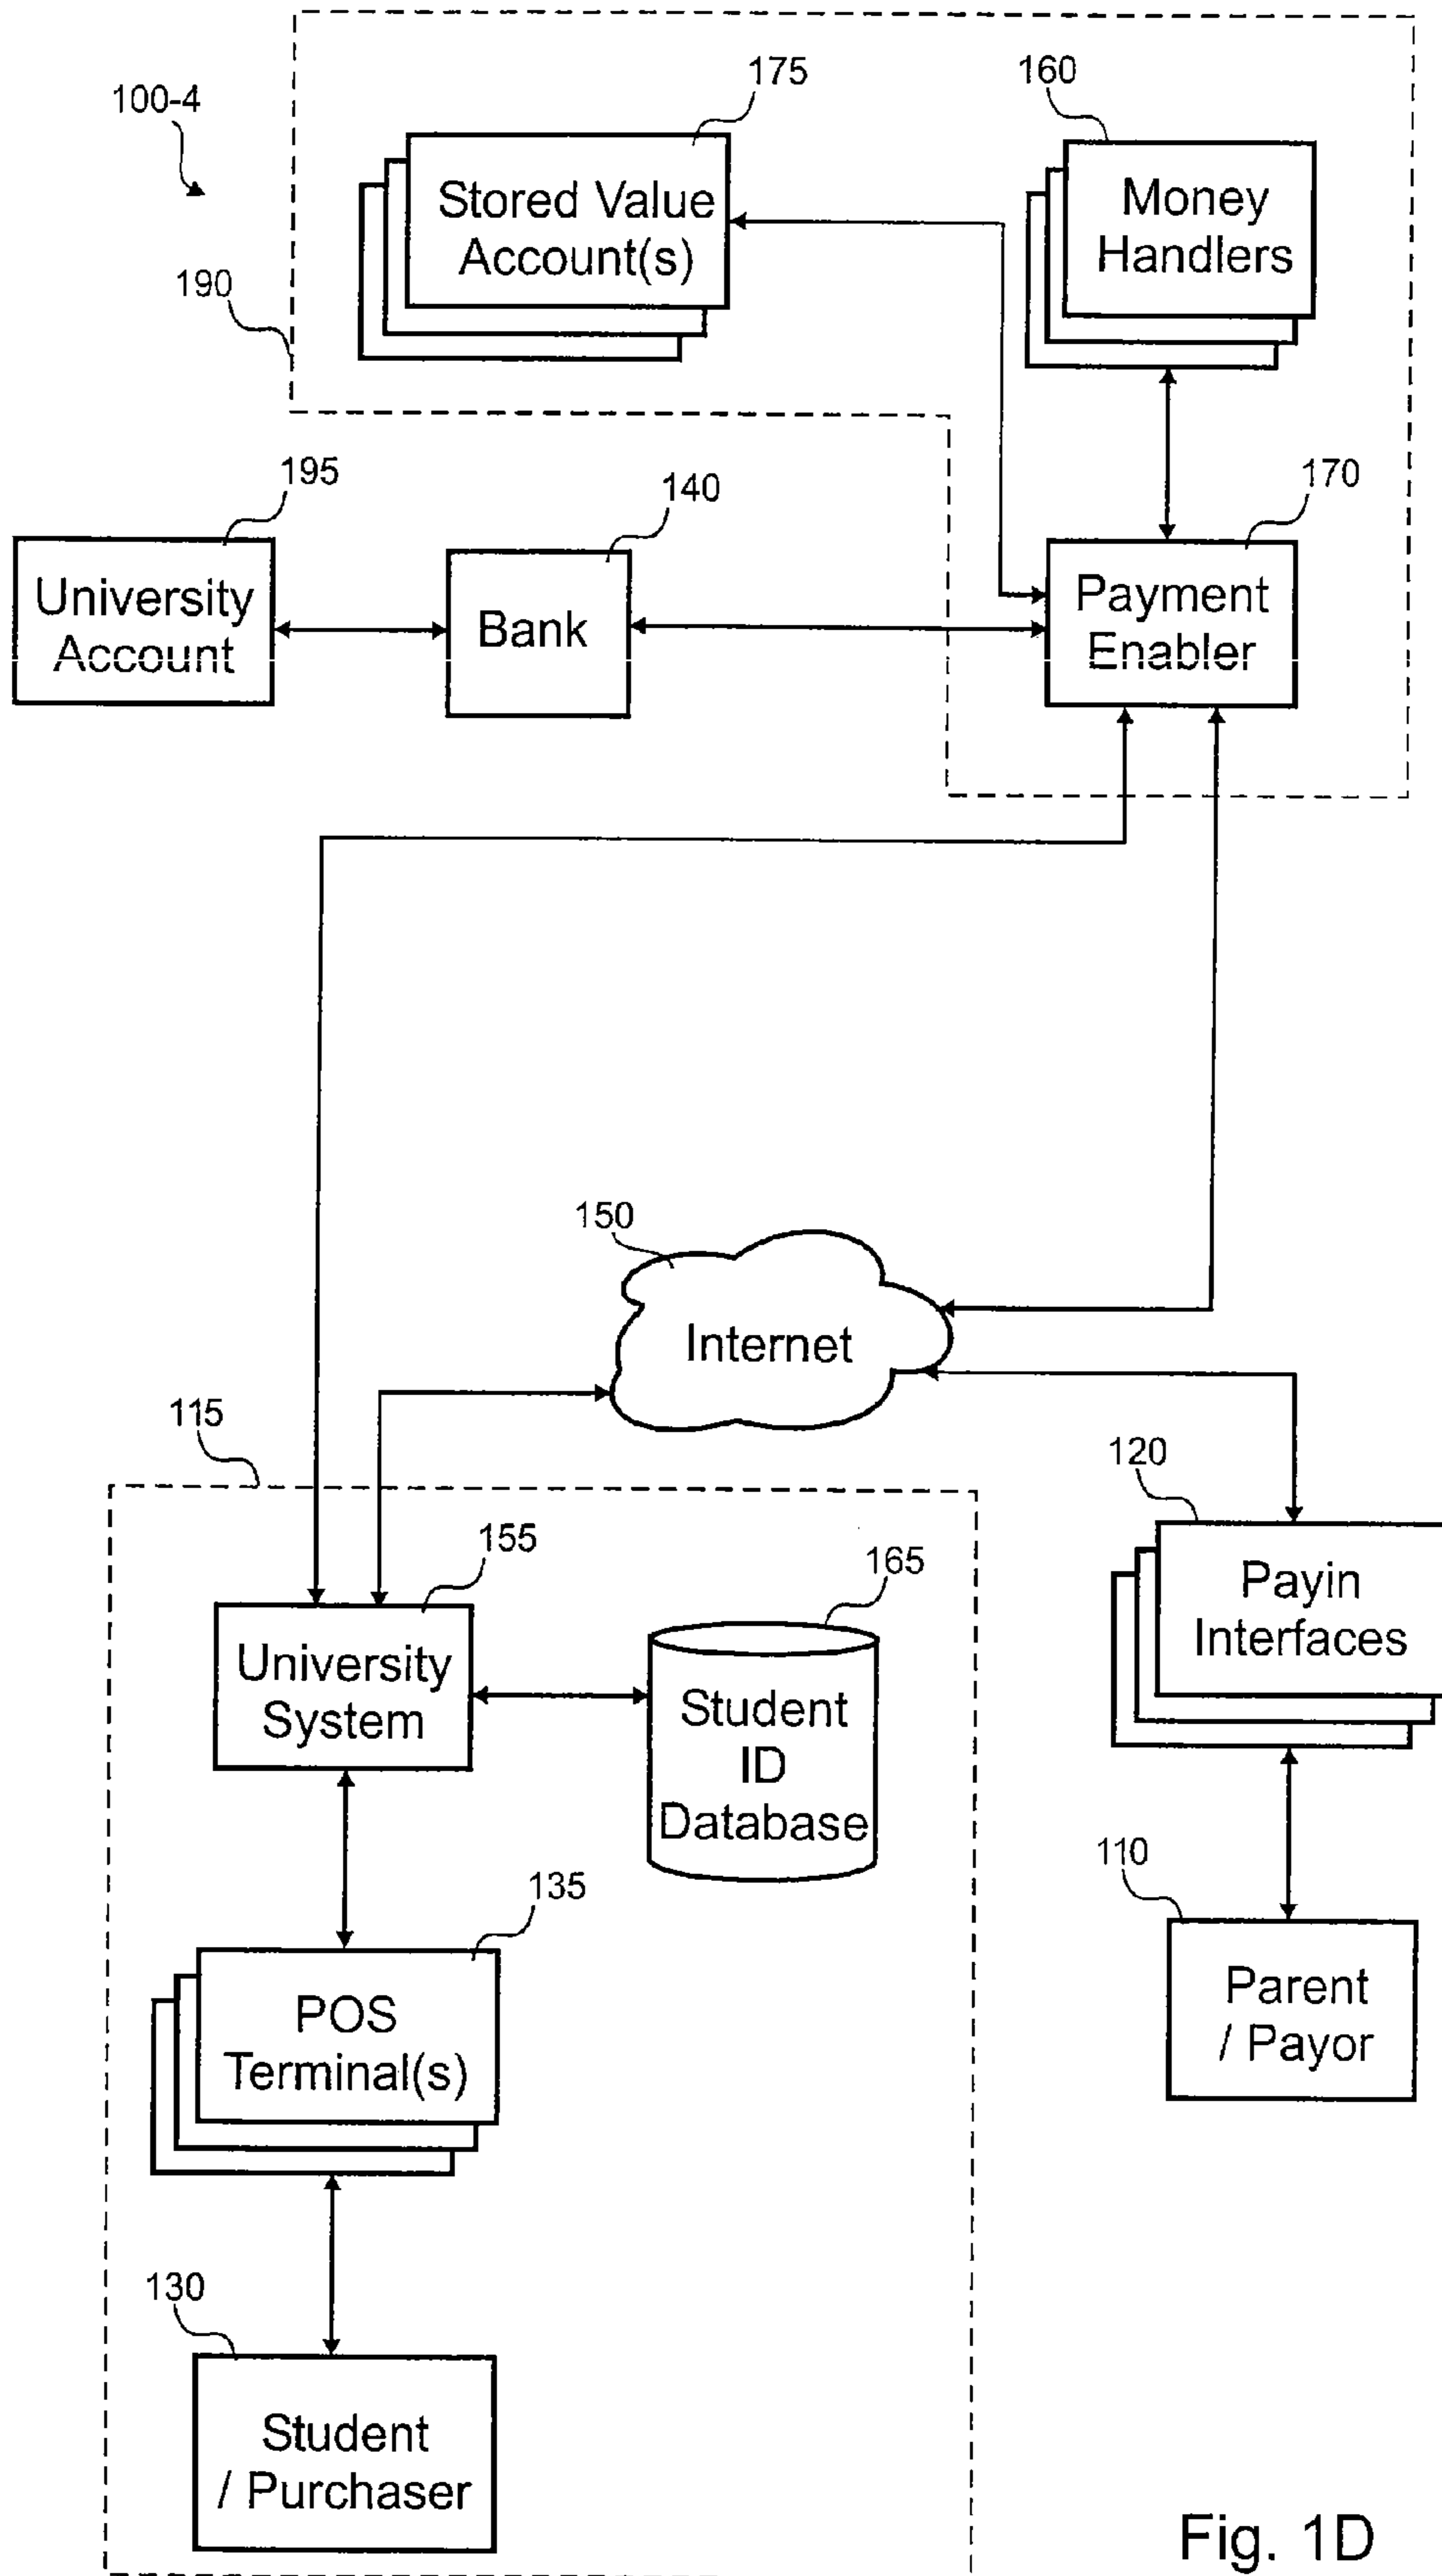 175
160
100-4
Stored Value
Account(s)
Money
Handlers
190
195
140
170
University
Account
Bank
Payment
Enabler
150
Internet
115
120
155
165
Payin
Interfaces
University
System
Student
ID
Database
110
135
POS
Terminal(s)
Parent
/ Payor
130
Student
/ Purchaser
Fig. 1D